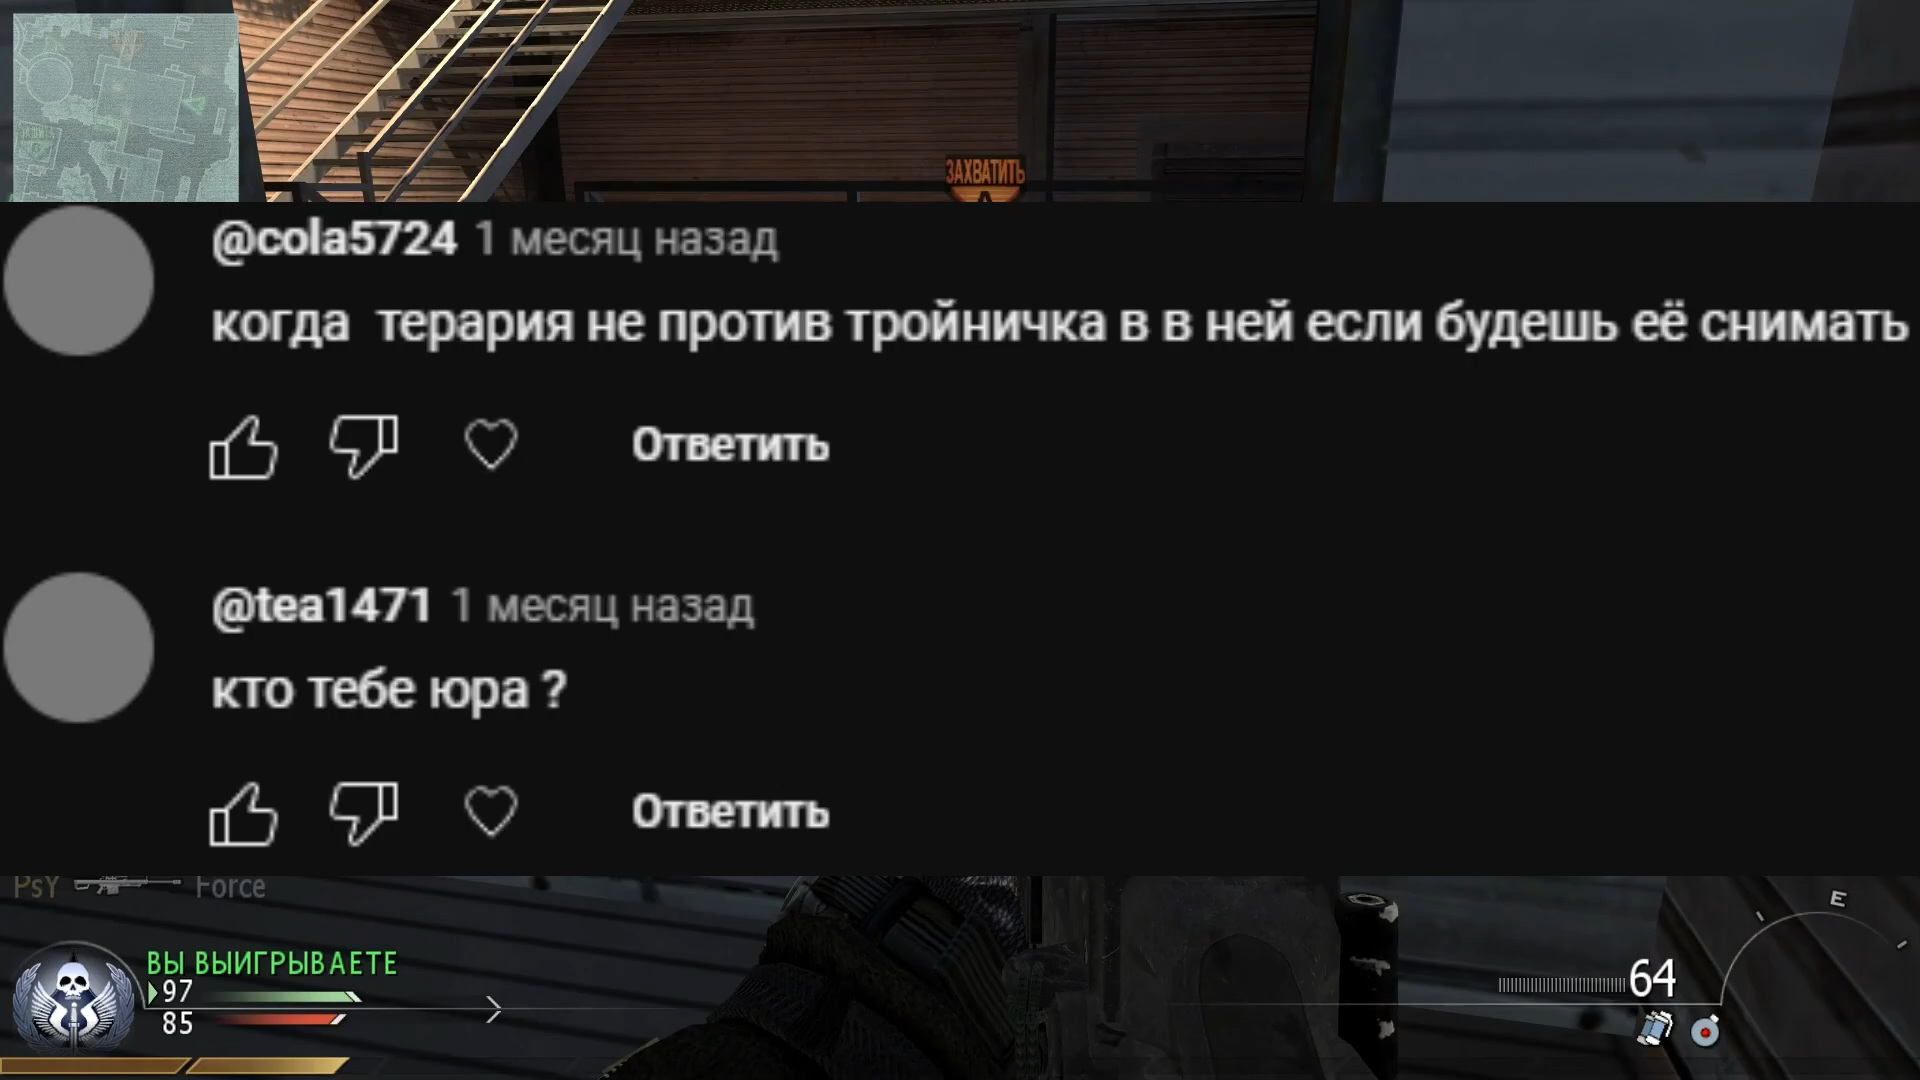 ЗАХВАТИТЬ
A
@cola5724 1 месяц назад
когда терария не против тройничка в в ней если будешь её снимать
Ответить
@tea1471 1 месяц назад
кто тебе юра ?
Ответить
PsY Force
E
ВЫ ВЫИГРЫВАЕТЕ
97
85
64